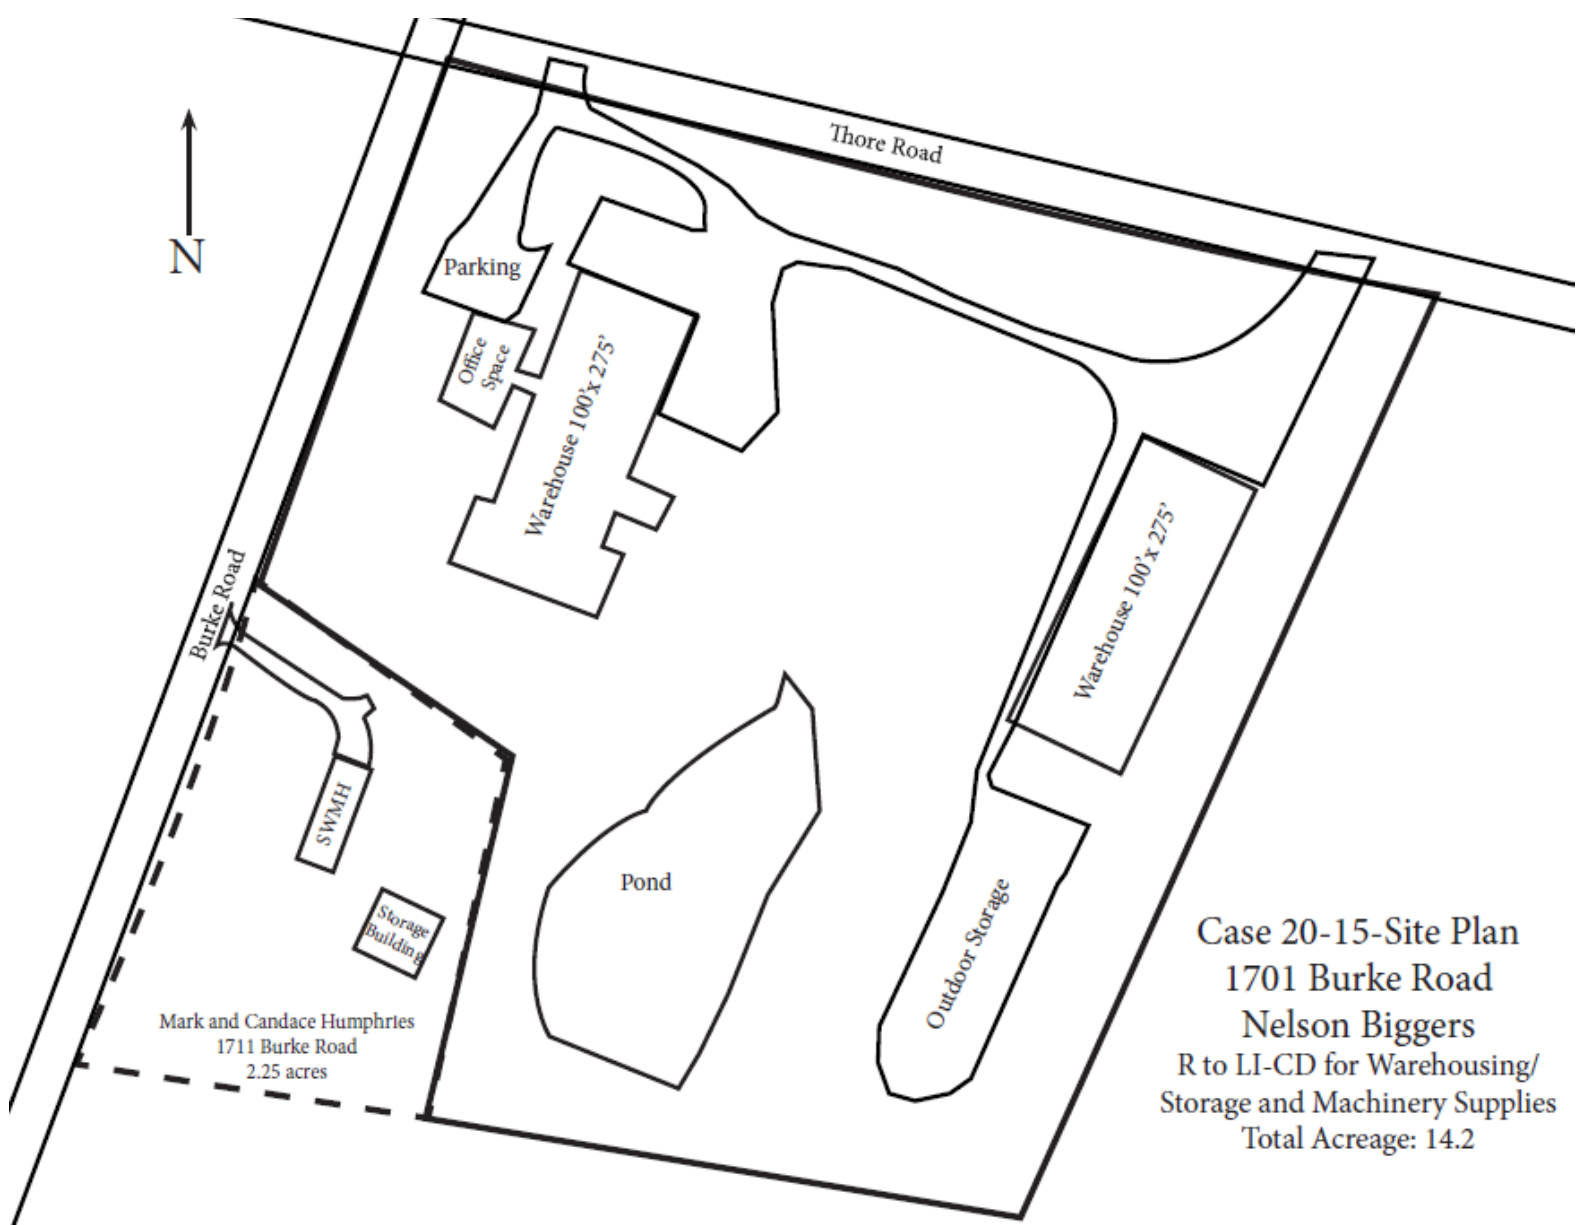 Thore Road
N
Parking
Office
Space
Warehouse 100'x 275'
Warehouse 100'x 275'
Burke Road
SWMH
Storage
Building
Pond
Outdoor Storage
Mark and Candace Humphries
1711 Burke Road
2.25 acres
Case 20-15-Site Plan
1701 Burke Road
Nelson Biggers
R to LI-CD for Warehousing/
Storage and Machinery Supplies
Total Acreage: 14.2